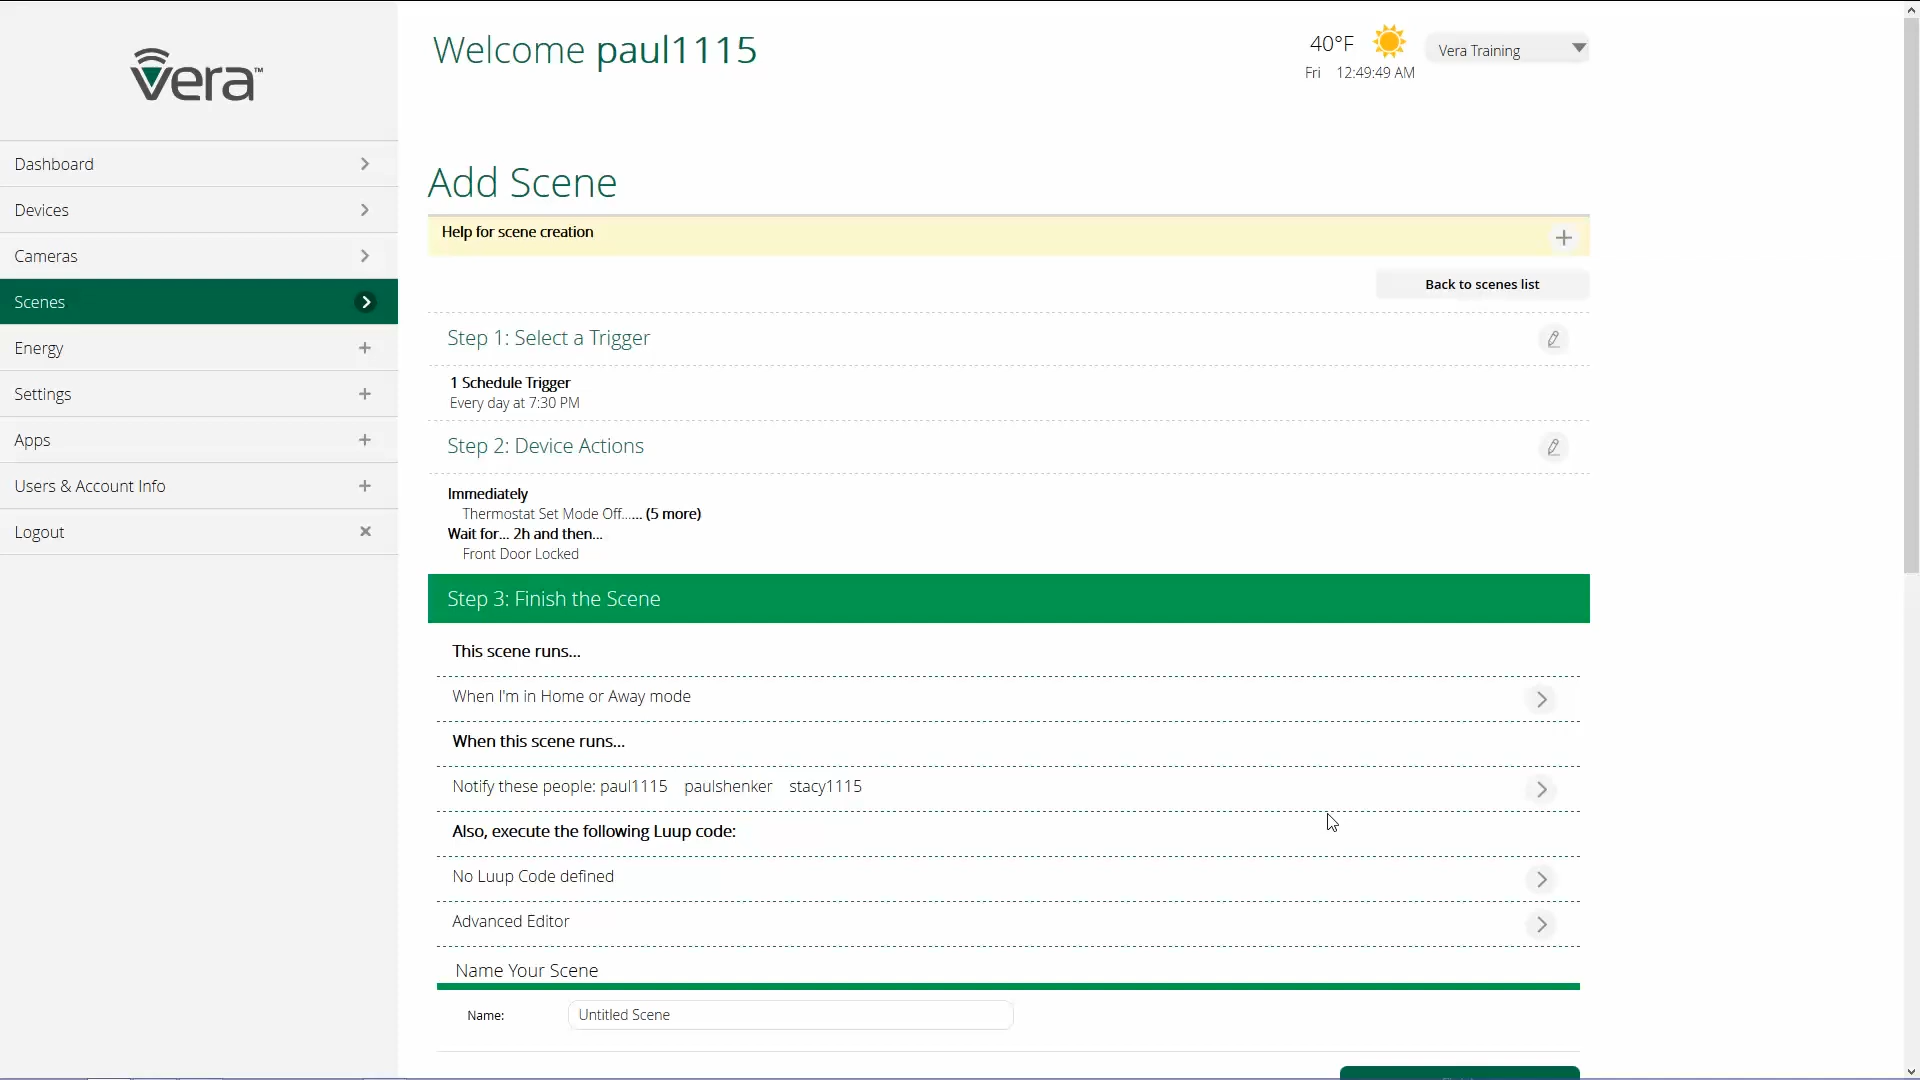 vera™
Dashboard
Devices
Cameras
Scenes
Energy
Settings
Apps
Users & Account Info
Logout
Welcome paul1115
40°F
Fri 12:49:49 AM
Vera Training
Add Scene
Help for scene creation
Back to scenes list
Step 1: Select a Trigger
1 Schedule Trigger
Every day at 7:30 PM
Step 2: Device Actions
Immediately
Thermostat Set Mode Off...... (5 more)
Wait for... 2h and then...
Front Door Locked
Step 3: Finish the Scene
This scene runs...
When I'm in Home or Away mode
When this scene runs...
Notify these people: paul1115 paulshenker stacy1115
Also, execute the following Luup code:
No Luup Code defined
Advanced Editor
Name Your Scene
Name: Untitled Scene